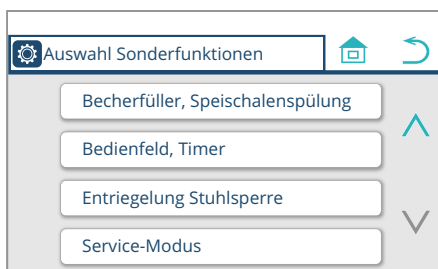 Auswahl Sonderfunktionen
Becherfüller, Speischalenspülung
Bedienfeld, Timer
Entriegelung Stuhlsperre
Service-Modus